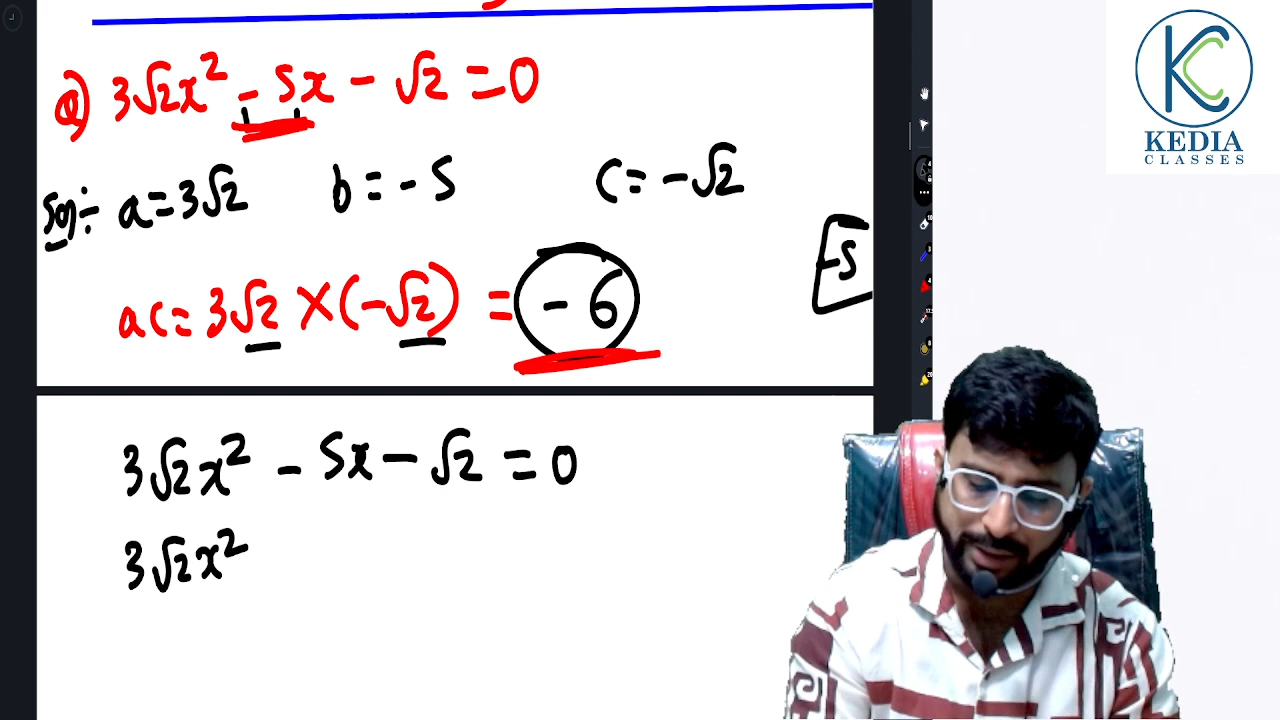 Q) 3√2x² - 5x - √2 = 0
Sol÷ a = 3√2 b = -5 c = -√2
-5
ac = 3√2 × (-√2) = -6
3√2x² - 5x - √2 = 0
3√2x²
KC
KEDIA
CLASSES